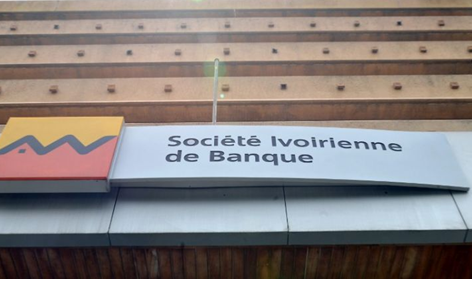 Société Ivoirienne
de Banque